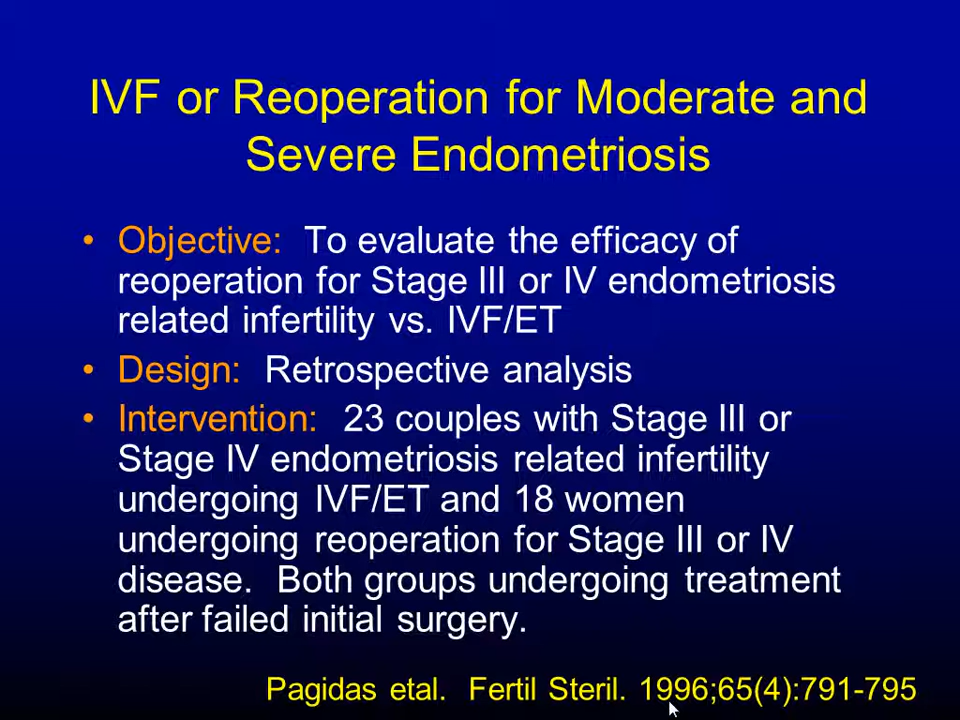 IVF or Reoperation for Moderate and
Severe Endometriosis
• Objective: To evaluate the efficacy of
reoperation for Stage III or IV endometriosis
related infertility vs. IVF/ET
• Design: Retrospective analysis
• Intervention: 23 couples with Stage III or
Stage IV endometriosis related infertility
undergoing IVF/ET and 18 women
undergoing reoperation for Stage III or IV
disease. Both groups undergoing treatment
after failed initial surgery.
Pagidas etal. Fertil Steril. 1996;65(4):791-795